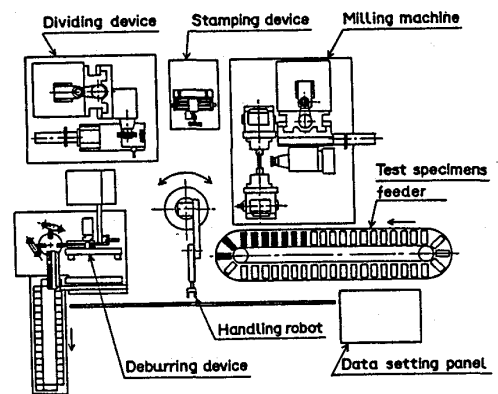 Dividing device
Stamping device
Milling machine
Test specimens
feeder
Handling robot
Deburring device
Data setting panel